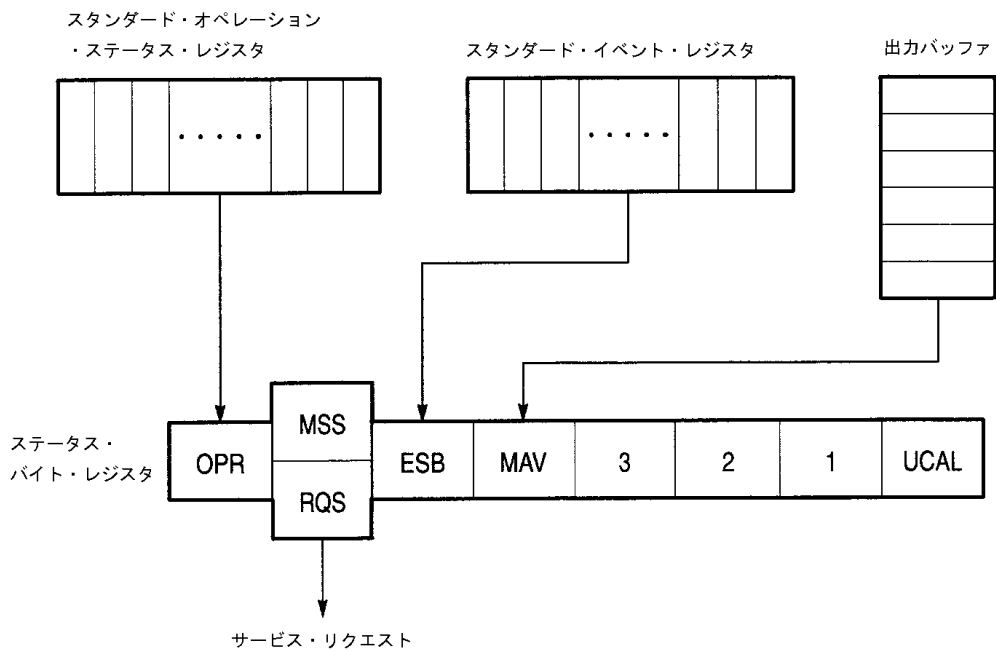 スタンダード・オペレーション
・ステータス・レジスタ
スタンダード・イベント・レジスタ
出力バッファ
・・・・・
・・・・・
ステータス・
バイト・レジスタ
OPR
MSS
RQS
ESB
MAV
3
2
1
UCAL
サービス・リクエスト